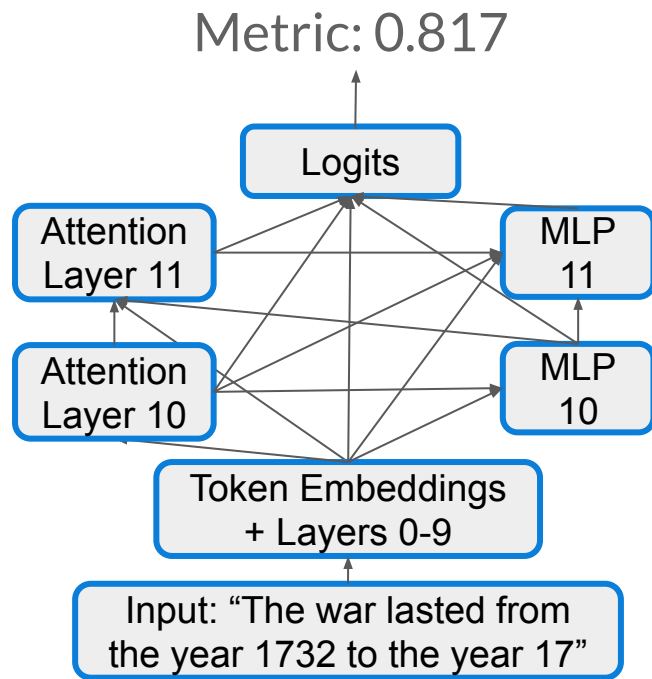 Metric: 0.817
Logits
Attention
Layer 11
MLP
11
Attention
Layer 10
MLP
10
Token Embeddings
+ Layers 0-9
Input: “The war lasted from
the year 1732 to the year 17”